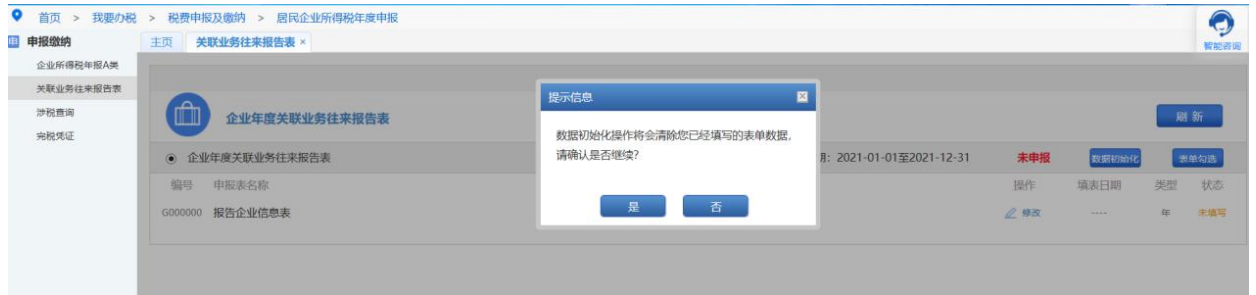 首页 > 我要办税 > 税费申报及缴纳 > 居民企业所得税年度申报
申报缴纳
主页 关联业务往来报告表 ×
智能咨询
企业所得税年报A类
关联业务往来报告表
涉税查询
完税凭证
提示信息
数据初始化操作将会清除您已经填写的表单数据,
请确认是否继续?
是 否
企业年度关联业务往来报告表
刷 新
企业年度关联业务往来报告表 : 2021-01-01至2021-12-31 未申报 数据初始化 表单勾选
编号 申报表名称 操作 填表日期 类型 状态
G000000 报告企业信息表 修改 ---- 年 未填写